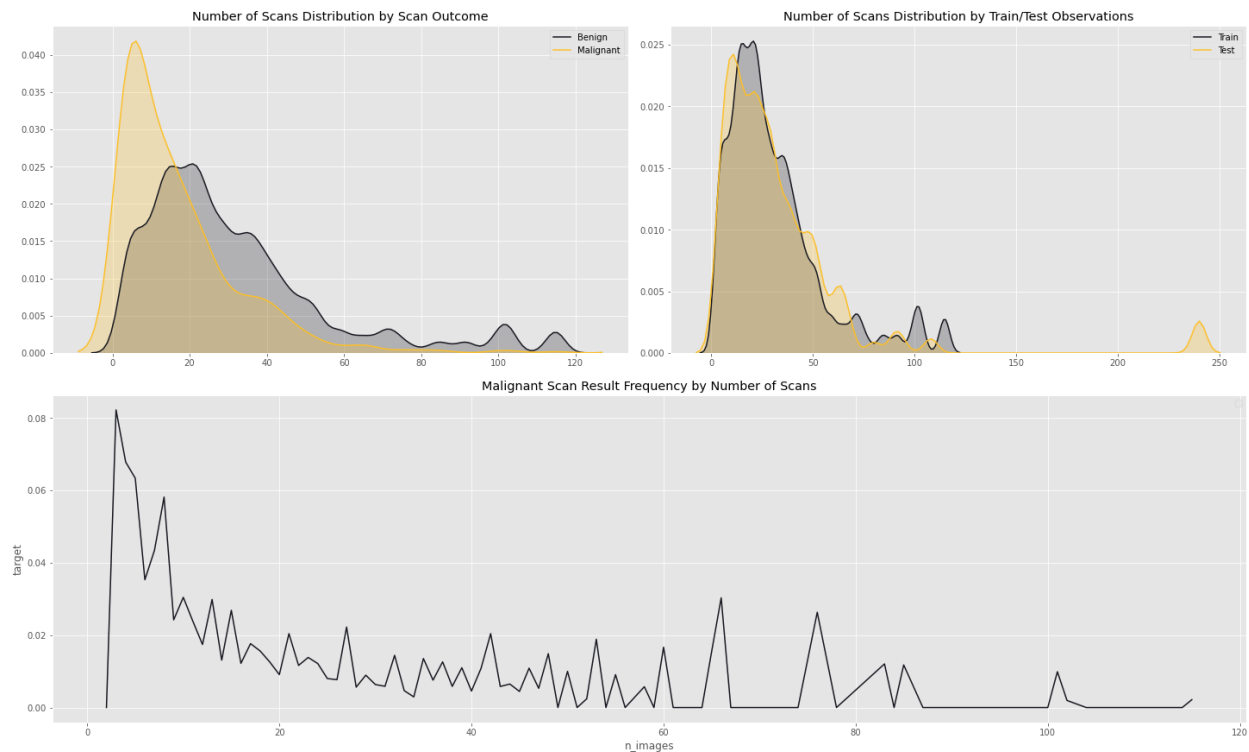 Number of Scans Distribution by Scan Outcome
Benign
Malignant
0.040
0.035
0.030
0.025
0.020
0.015
0.010
0.005
0.000
0 20 40 60 80 100 120
Number of Scans Distribution by Train/Test Observations
Train
Test
0.025
0.020
0.015
0.010
0.005
0.000
0 50 100 150 200 250
Malignant Scan Result Frequency by Number of Scans
target
0.08
0.06
0.04
0.02
0.00
0 20 40 60 80 100 120
n_images